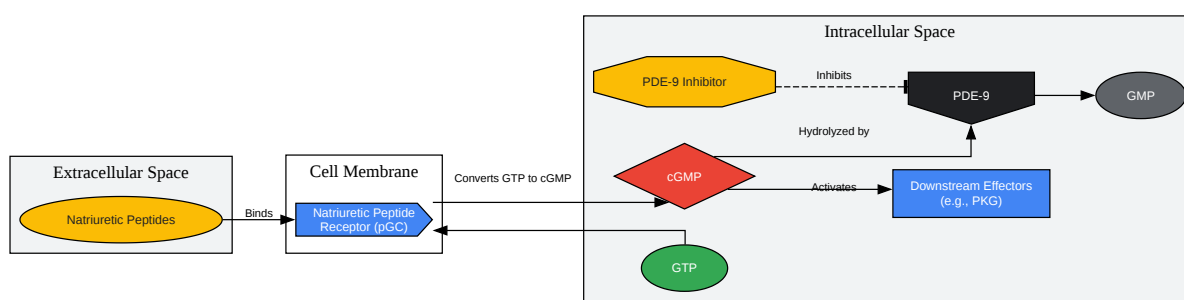 Intracellular Space
PDE-9 Inhibitor
Inhibits
PDE-9
GMP
Hydrolyzed by
Extracellular Space
Cell Membrane
Converts GTP to cGMP
cGMP
Activates
Downstream Effectors
(e.g., PKG)
Natriuretic Peptides
Binds
Natriuretic Peptide
Receptor (pGC)
GTP